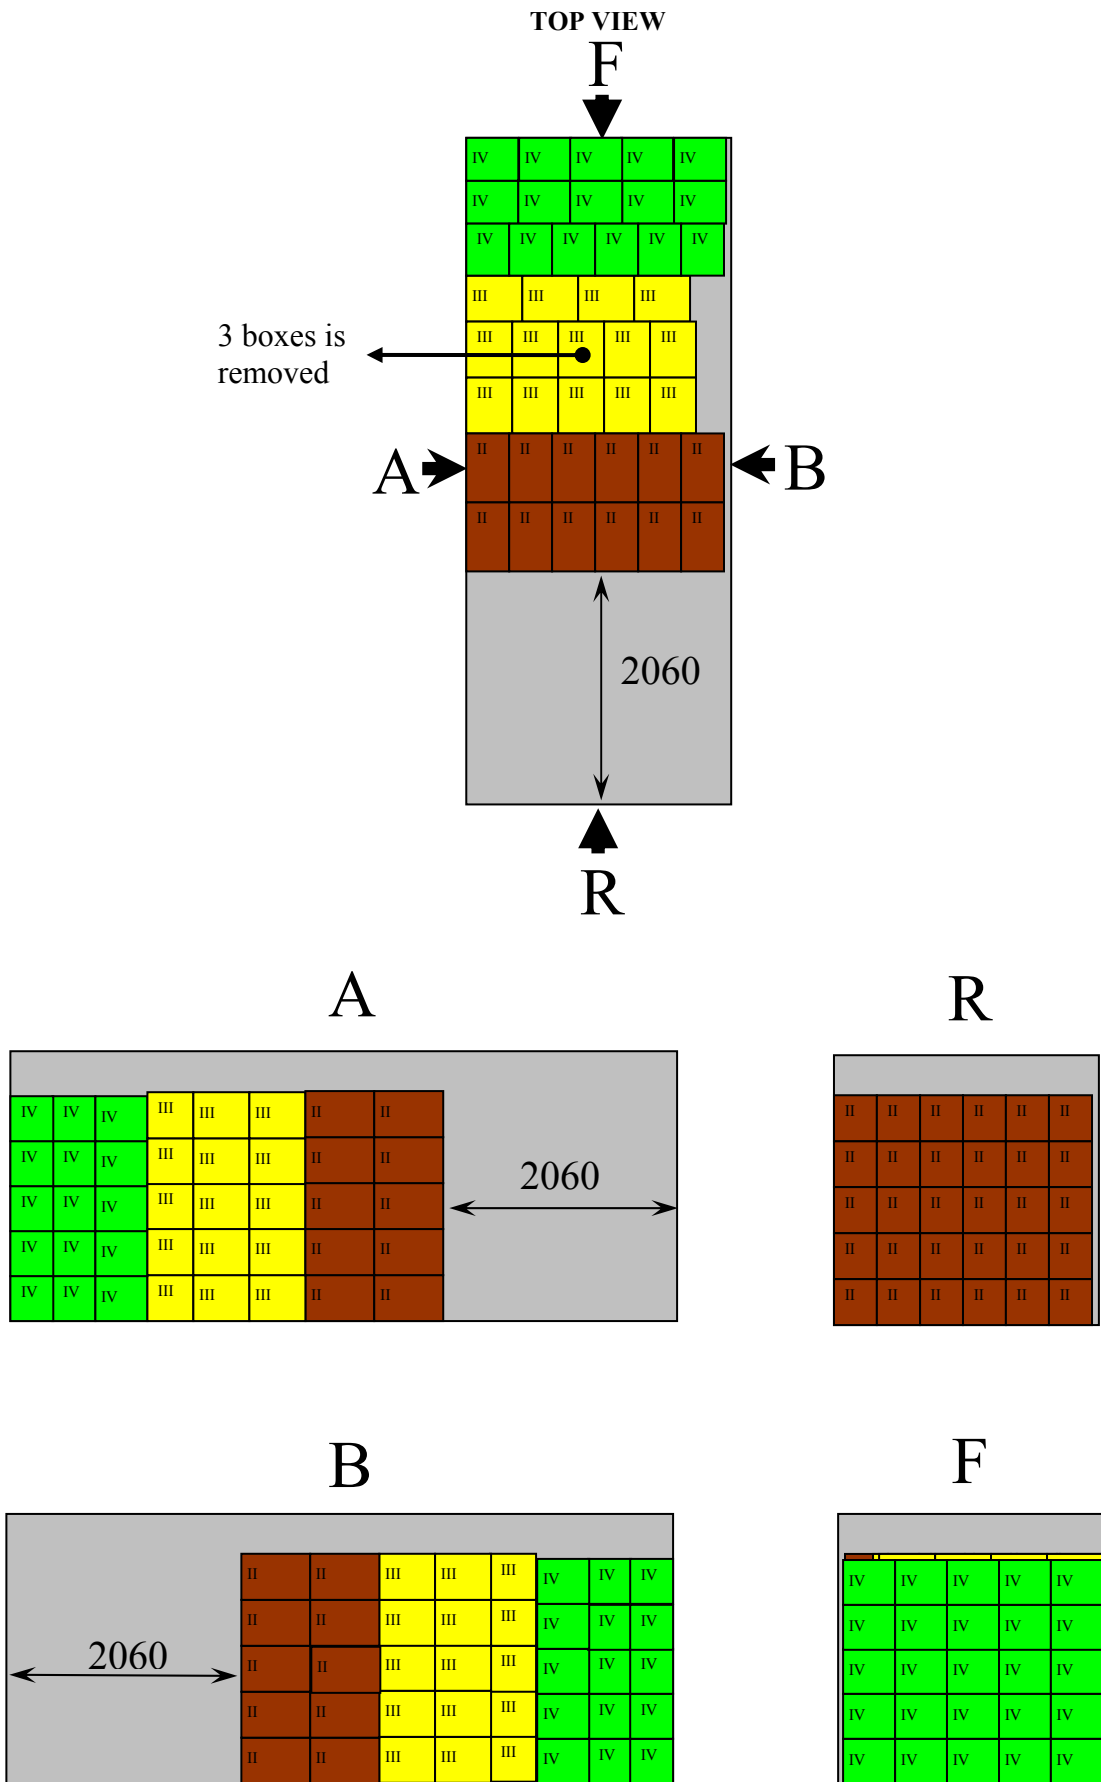 TOP VIEW
F
IV IV IV IV IV
IV IV IV IV IV
IV IV IV IV IV IV
III III III III
3 boxes is
removed
III III III III III
III III III III III
A
II II II II II II
B
II II II II II II
2060
R
A
R
IV IV IV III III III II II
IV IV IV III III III II II
IV IV IV III III III II II
IV IV IV III III III II II
IV IV IV III III III II II
2060
II II II II II II
II II II II II II
II II II II II II
II II II II II II
II II II II II II
B
F
II II III III III IV IV IV
II II III III III IV IV IV
II II III III III IV IV IV
II II III III III IV IV IV
II II III III III IV IV IV
2060
IV IV IV IV IV
IV IV IV IV IV
IV IV IV IV IV
IV IV IV IV IV
IV IV IV IV IV